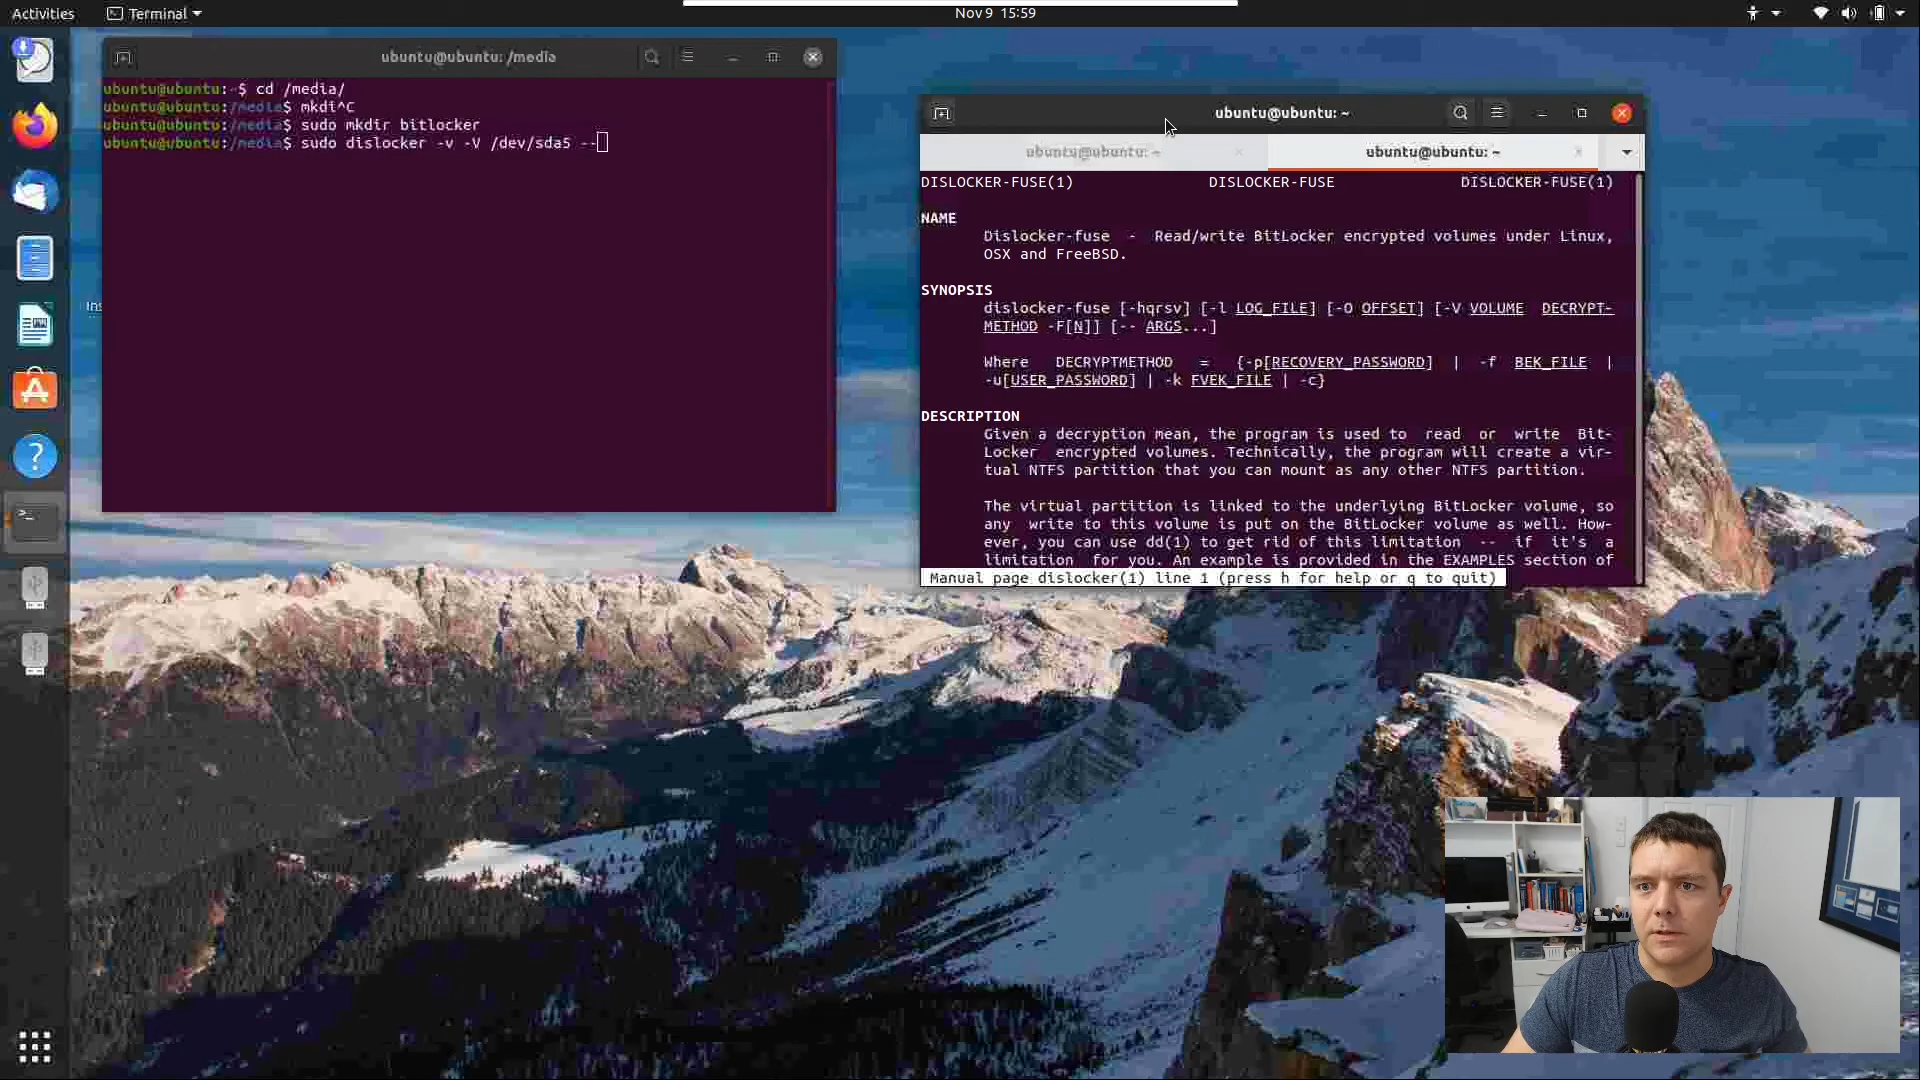 Activities
Terminal
Nov 9 15:59
ubuntu@ubuntu: /media
ubuntu@ubuntu:~$ cd /media/
ubuntu@ubuntu:/media$ mkdi^C
ubuntu@ubuntu:/media$ sudo mkdir bitlocker
ubuntu@ubuntu:/media$ sudo dislocker -v -V /dev/sda5 --
Ins
ubuntu@ubuntu: ~
ubuntu@ubuntu: ~
ubuntu@ubuntu: ~
DISLOCKER-FUSE(1) DISLOCKER-FUSE DISLOCKER-FUSE(1)
NAME
Dislocker-fuse - Read/write BitLocker encrypted volumes under Linux,
OSX and FreeBSD.
SYNOPSIS
dislocker-fuse [-hqrsv] [-l LOG_FILE] [-O OFFSET] [-V VOLUME DECRYPT-
METHOD -F[N]] [-- ARGS...]
Where DECRYPTMETHOD = {-p[RECOVERY_PASSWORD] | -f BEK_FILE |
-u[USER_PASSWORD] | -k FVEK_FILE | -c}
DESCRIPTION
Given a decryption mean, the program is used to read or write Bit-
Locker encrypted volumes. Technically, the program will create a vir-
tual NTFS partition that you can mount as any other NTFS partition.
The virtual partition is linked to the underlying BitLocker volume, so
any write to this volume is put on the BitLocker volume as well. How-
ever, you can use dd(1) to get rid of this limitation -- if it's a
limitation for you. An example is provided in the EXAMPLES section of
Manual page dislocker(1) line 1 (press h for help or q to quit)